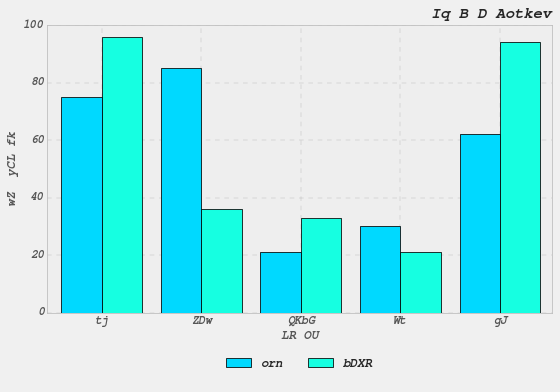 Iq B D Aotkev
100
80
60
40
20
0
wZ yCL fk
tj ZDw QKbG Wt gJ
LR OU
orn bDXR